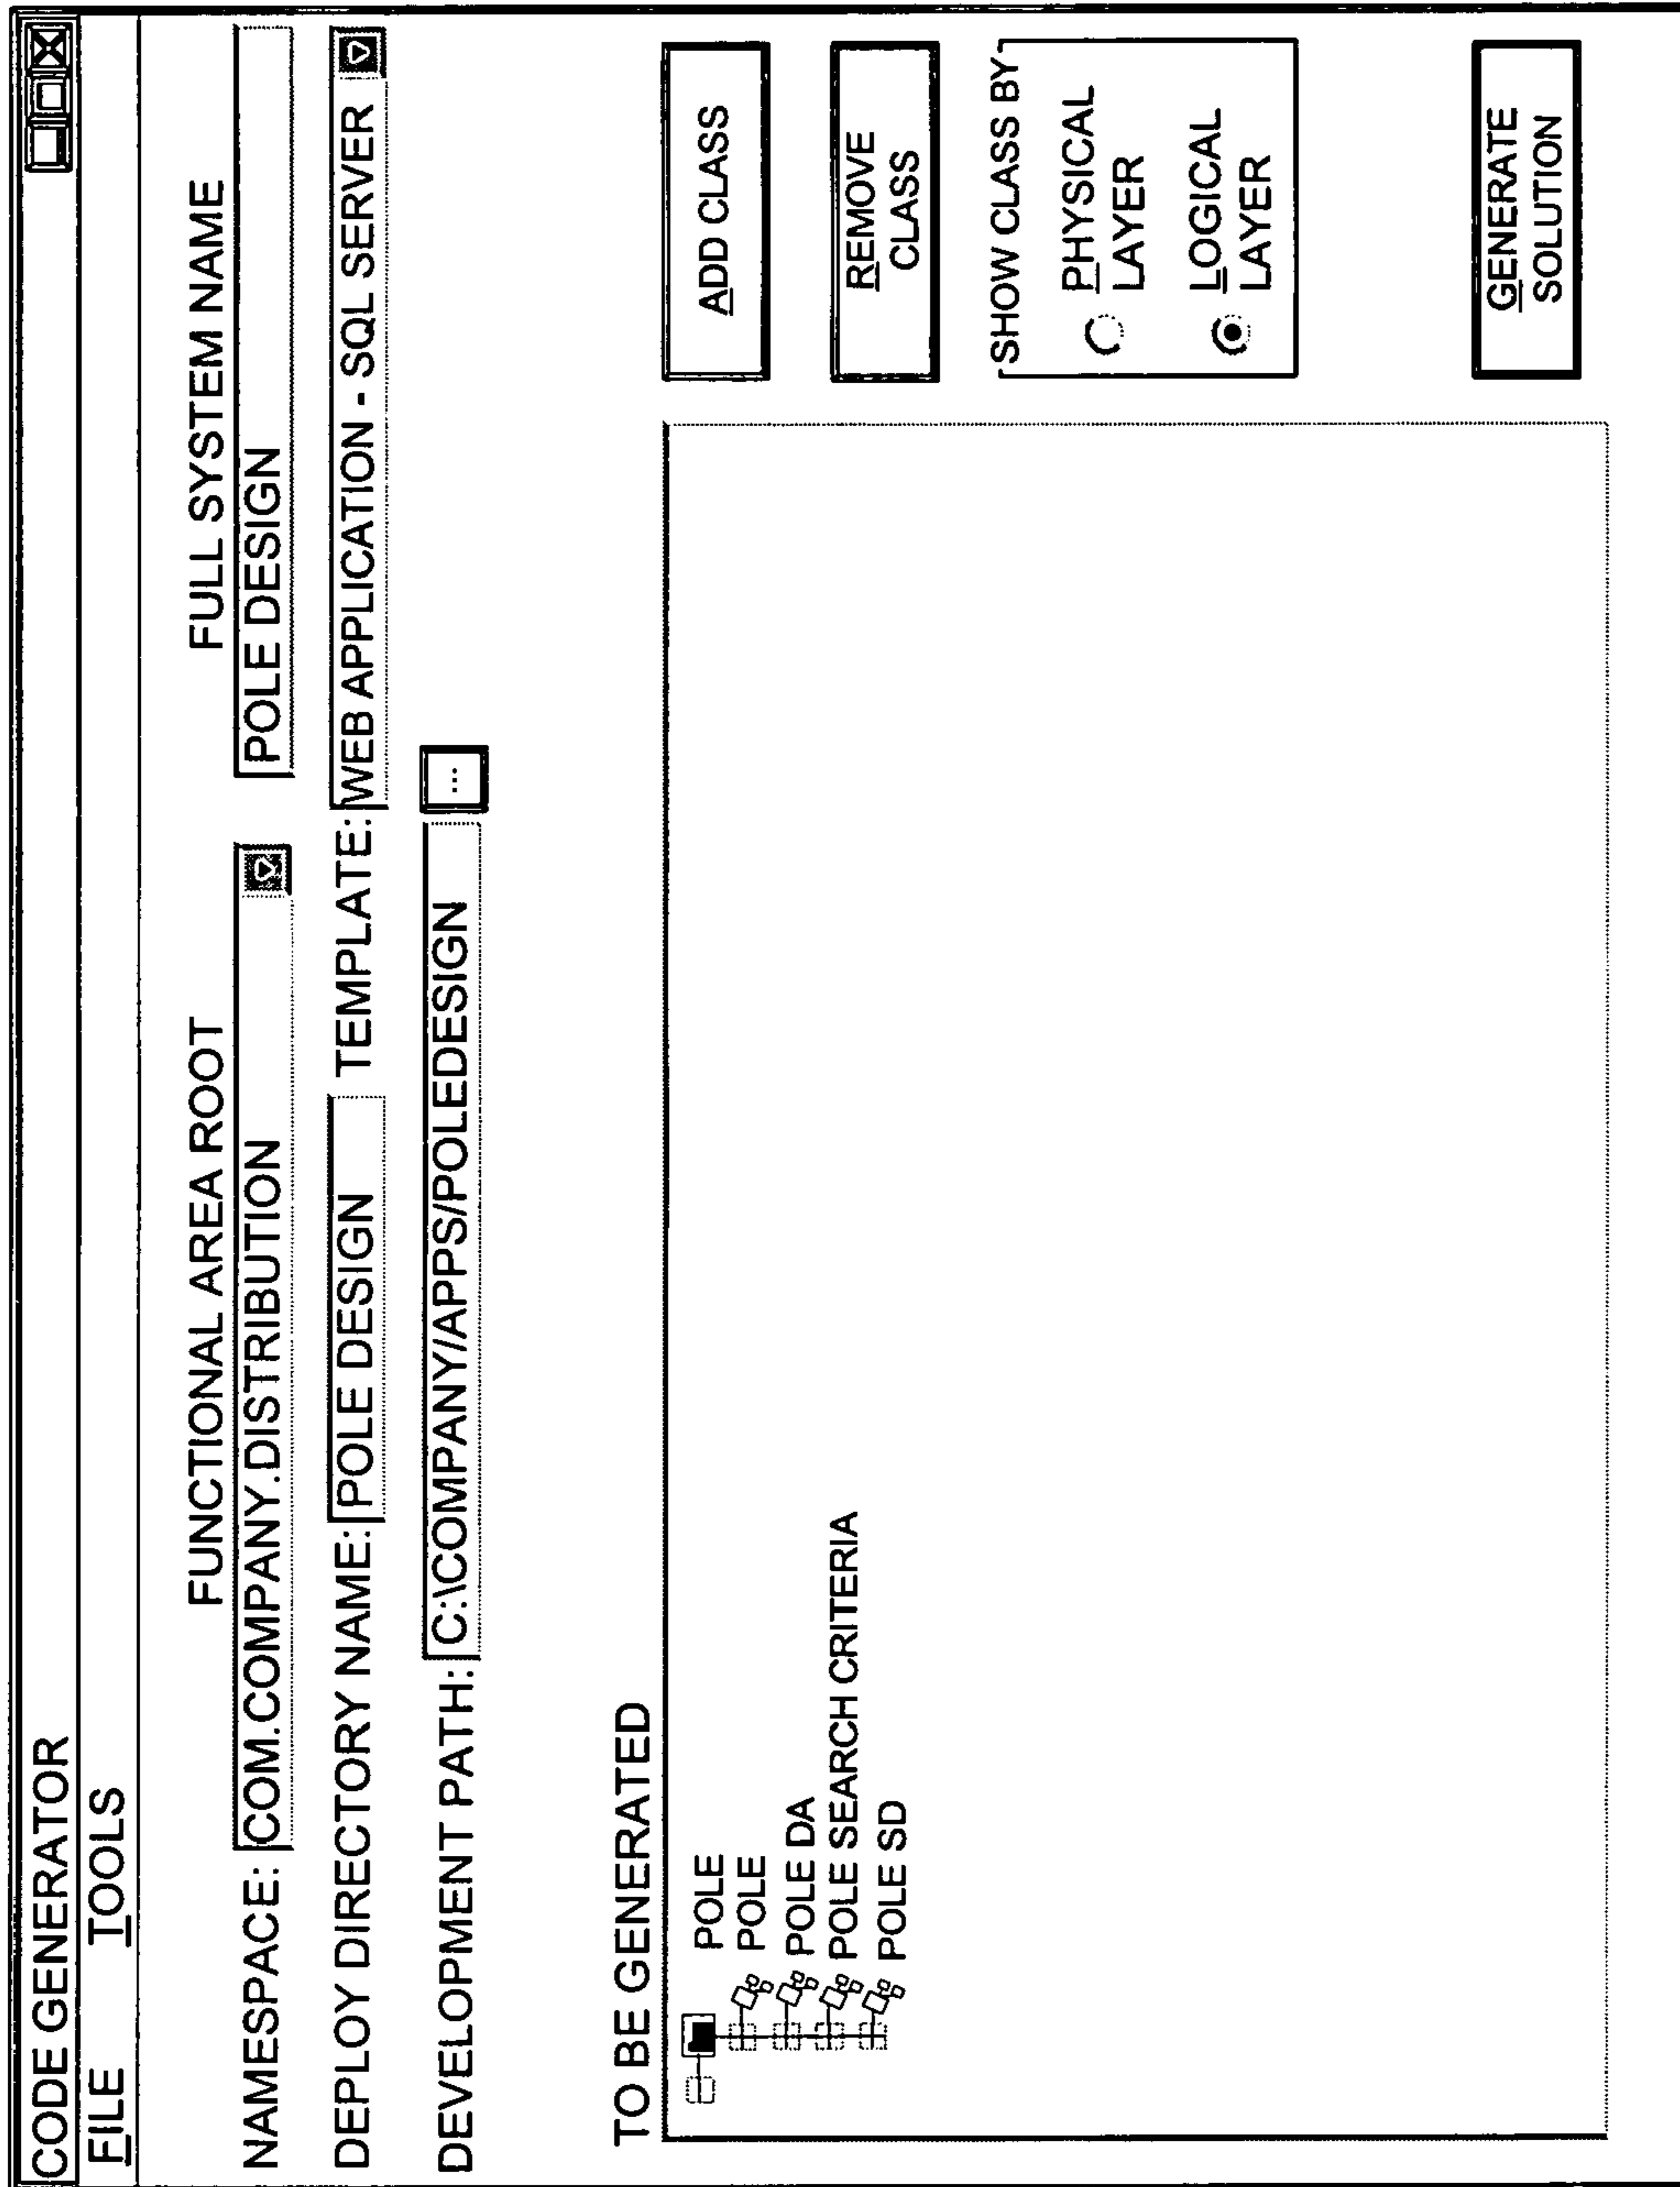 CODE GENERATOR
FILE TOOLS
FUNCTIONAL AREA ROOT FULL SYSTEM NAME
NAMESPACE: COM.COMPANY.DISTRIBUTION POLE DESIGN
DEPLOY DIRECTORY NAME: POLE DESIGN TEMPLATE: WEB APPLICATION - SQL SERVER
DEVELOPMENT PATH: C:\COMPANY/APPS/POLEDESIGN ...
TO BE GENERATED
POLE
POLE
POLE DA
POLE SEARCH CRITERIA
POLE SD
ADD CLASS
REMOVE
CLASS
SHOW CLASS BY
PHYSICAL
LAYER
LOGICAL
LAYER
GENERATE
SOLUTION